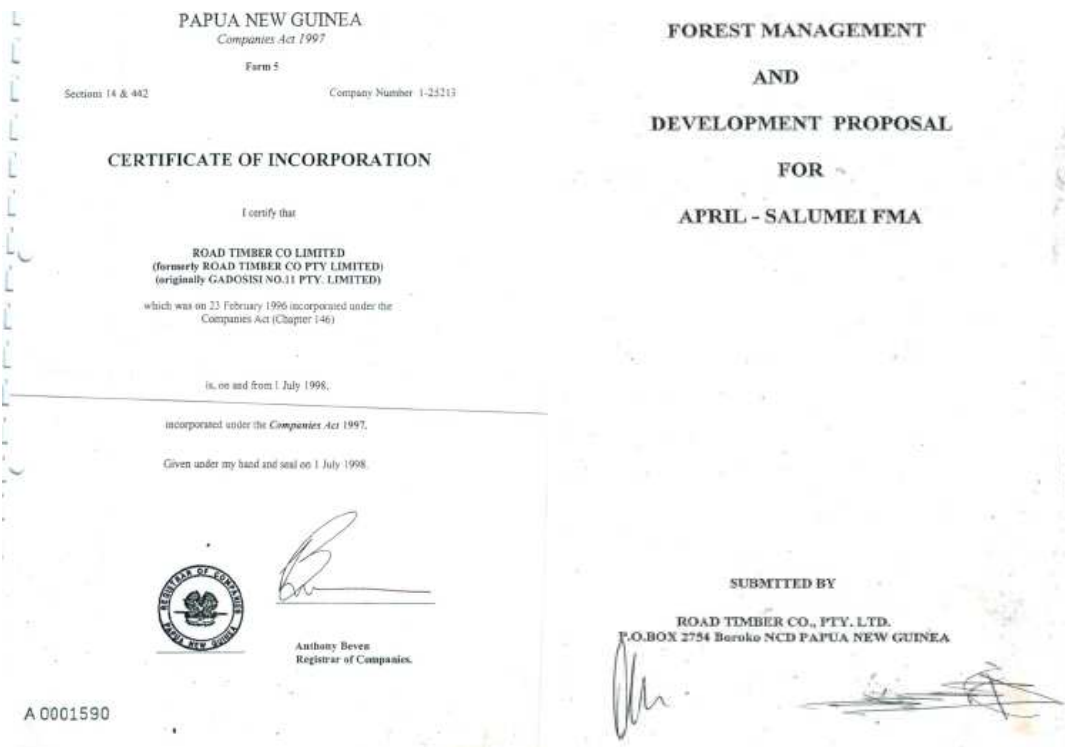 PAPUA NEW GUINEA
Companies Act 1997
Form 5
Sections 14 & 442
Company Number 1-25213
CERTIFICATE OF INCORPORATION
I certify that
ROAD TIMBER CO LIMITED
(formerly ROAD TIMBER CO PTY LIMITED)
(originally GADOSISI NO.11 PTY. LIMITED)
which was on 23 February 1996 incorporated under the
Companies Act (Chapter 146)
is, on and from 1 July 1998,
incorporated under the Companies Act 1997.
Given under my hand and seal on 1 July 1998.
REGISTRAR OF COMPANIES
PAPUA NEW GUINEA
Anthony Beven
Registrar of Companies.
A 0001590
FOREST MANAGEMENT
AND
DEVELOPMENT PROPOSAL
FOR
APRIL - SALUMEI FMA
SUBMTTED BY
ROAD TIMBER CO., PTY. LTD.
P.O.BOX 2754 Boroko NCD PAPUA NEW GUINEA